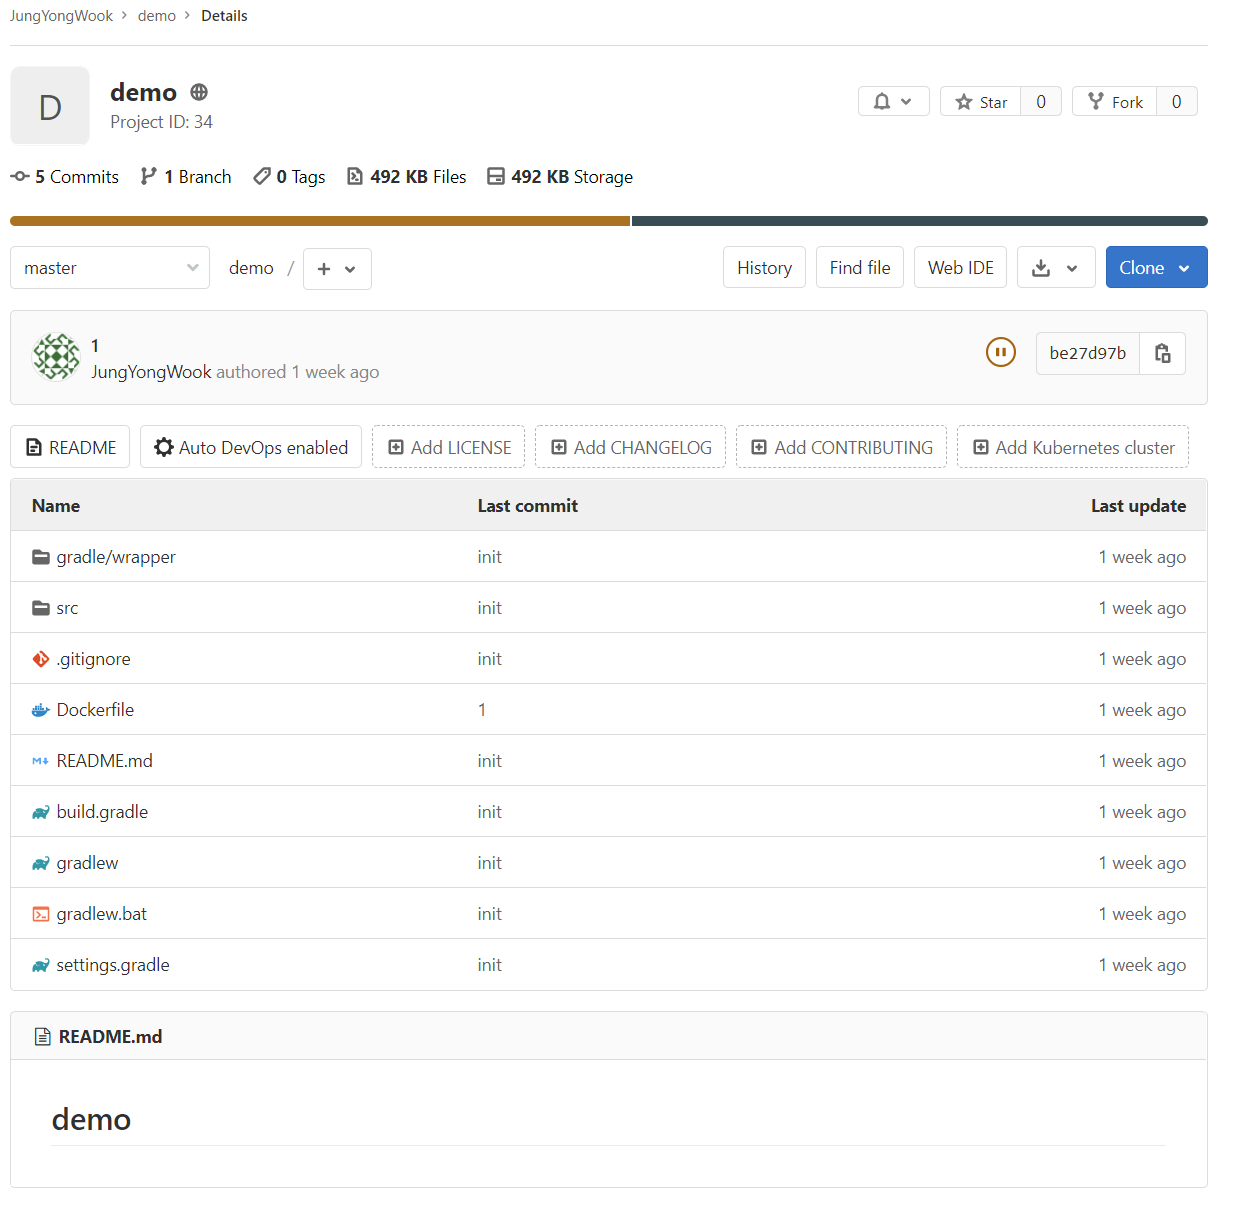 JungYongWook > demo > Details
D
demo
Project ID: 34
Star 0 Fork 0
5 Commits 1 Branch 0 Tags 492 KB Files 492 KB Storage
master demo / + History Find file Web IDE Clone
1
JungYongWook authored 1 week ago
be27d97b
README Auto DevOps enabled Add LICENSE Add CHANGELOG Add CONTRIBUTING Add Kubernetes cluster
Name Last commit Last update
gradle/wrapper init 1 week ago
src init 1 week ago
.gitignore init 1 week ago
Dockerfile 1 1 week ago
README.md init 1 week ago
build.gradle init 1 week ago
gradlew init 1 week ago
gradlew.bat init 1 week ago
settings.gradle init 1 week ago
README.md
demo